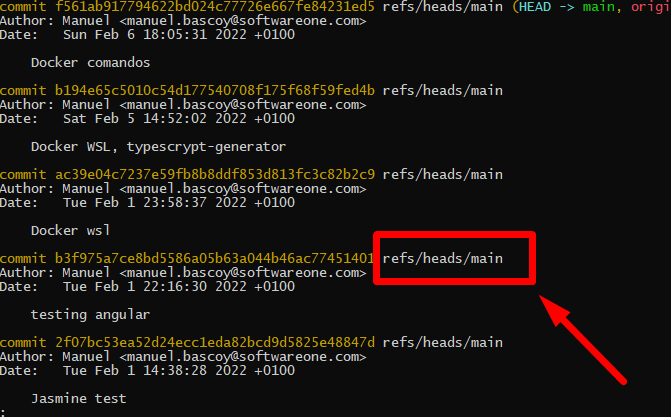 commit f561ab917794622bd024c77726e667fe84231ed5 refs/heads/main (HEAD -> main, origi
Author: Manuel <manuel.bascoy@softwareone.com>
Date:   Sun Feb 6 18:05:31 2022 +0100
Docker comandos
commit b194e65c5010c54d177540708f175f68f59fed4b refs/heads/main
Author: Manuel <manuel.bascoy@softwareone.com>
Date:   Sat Feb 5 14:52:02 2022 +0100
Docker WSL, typescrypt-generator
commit ac39e04c7237e59fb8b8ddf853d813fc3c82b2c9 refs/heads/main
Author: Manuel <manuel.bascoy@softwareone.com>
Date:   Tue Feb 1 23:58:37 2022 +0100
Docker wsl
commit b3f975a7ce8bd5586a05b63a044b46ac77451401 refs/heads/main
Author: Manuel <manuel.bascoy@softwareone.com>
Date:   Tue Feb 1 22:16:30 2022 +0100
testing angular
commit 2f07bc53ea52d24ecc1eda82bcd9d5825e48847d refs/heads/main
Author: Manuel <manuel.bascoy@softwareone.com>
Date:   Tue Feb 1 14:38:28 2022 +0100
Jasmine test
: